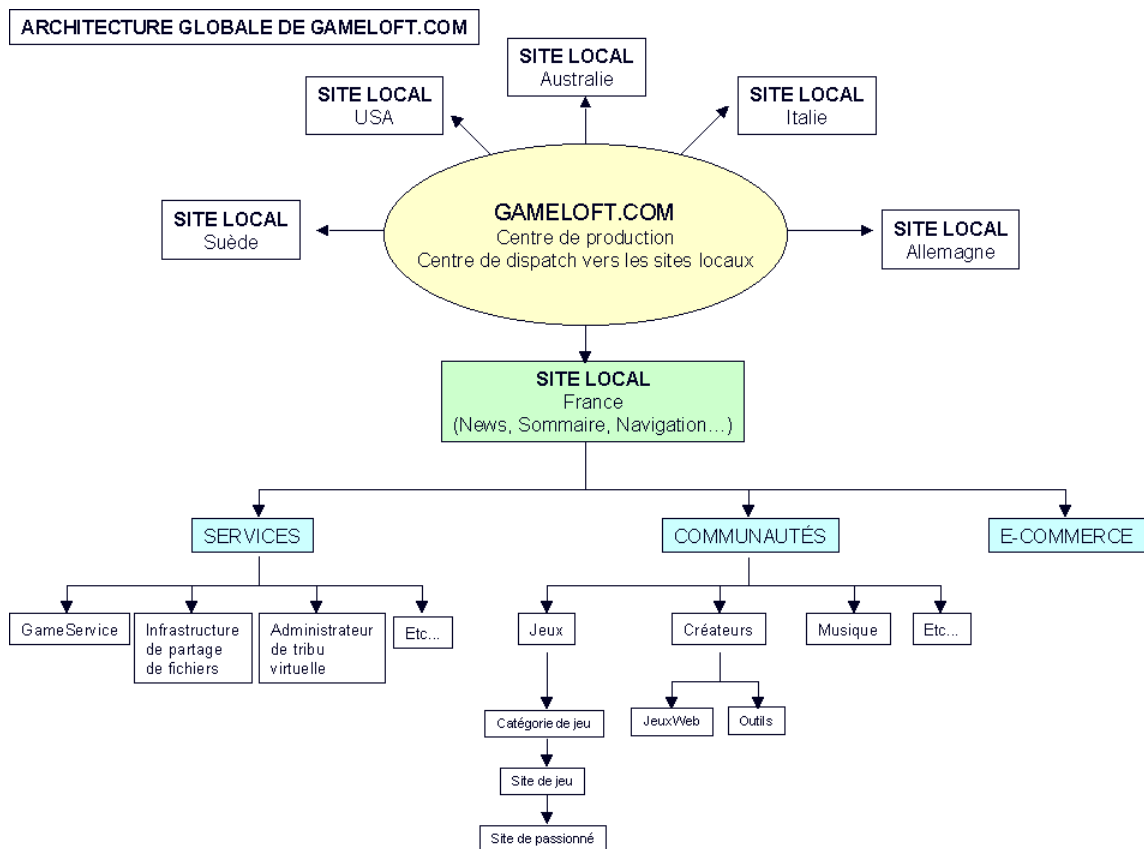 ARCHITECTURE GLOBALE DE GAMELOFT.COM
SITE LOCAL
Australie
SITE LOCAL
USA
SITE LOCAL
Italie
SITE LOCAL
Suède
GAMELOFT.COM
Centre de production
Centre de dispatch vers les sites locaux
SITE LOCAL
Allemagne
SITE LOCAL
France
(News, Sommaire, Navigation…)
SERVICES
COMMUNAUTÉS
E-COMMERCE
GameService
Infrastructure
de partage
de fichiers
Administrateur
de tribu
virtuelle
Etc...
Jeux
Créateurs
Musique
Etc...
Catégorie de jeu
JeuxWeb
Outils
Site de jeu
Site de passionné